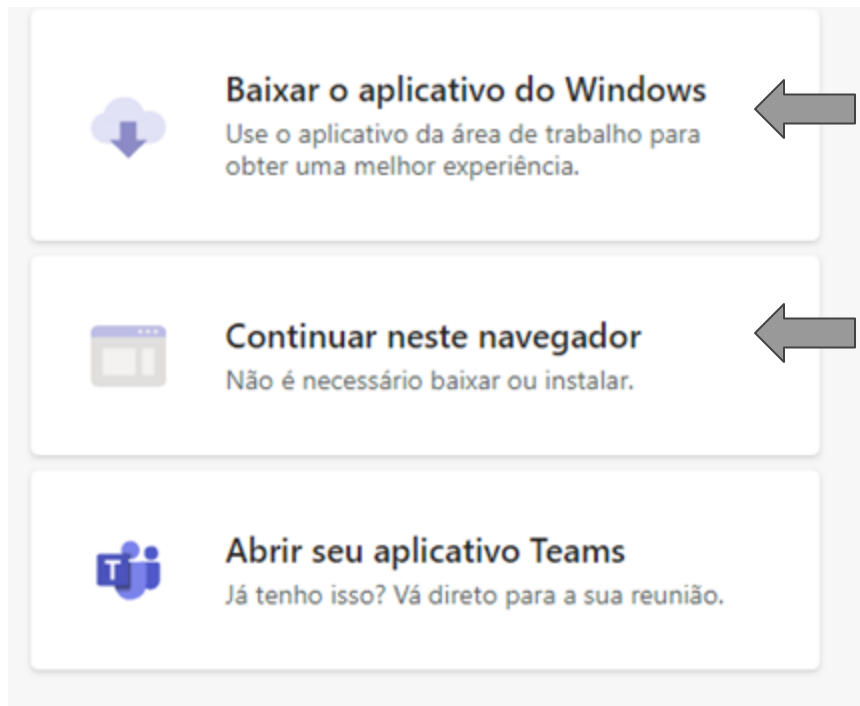 Baixar o aplicativo do Windows
Use o aplicativo da área de trabalho para
obter uma melhor experiência.
Continuar neste navegador
Não é necessário baixar ou instalar.
T
Abrir seu aplicativo Teams
Já tenho isso? Vá direto para a sua reunião.